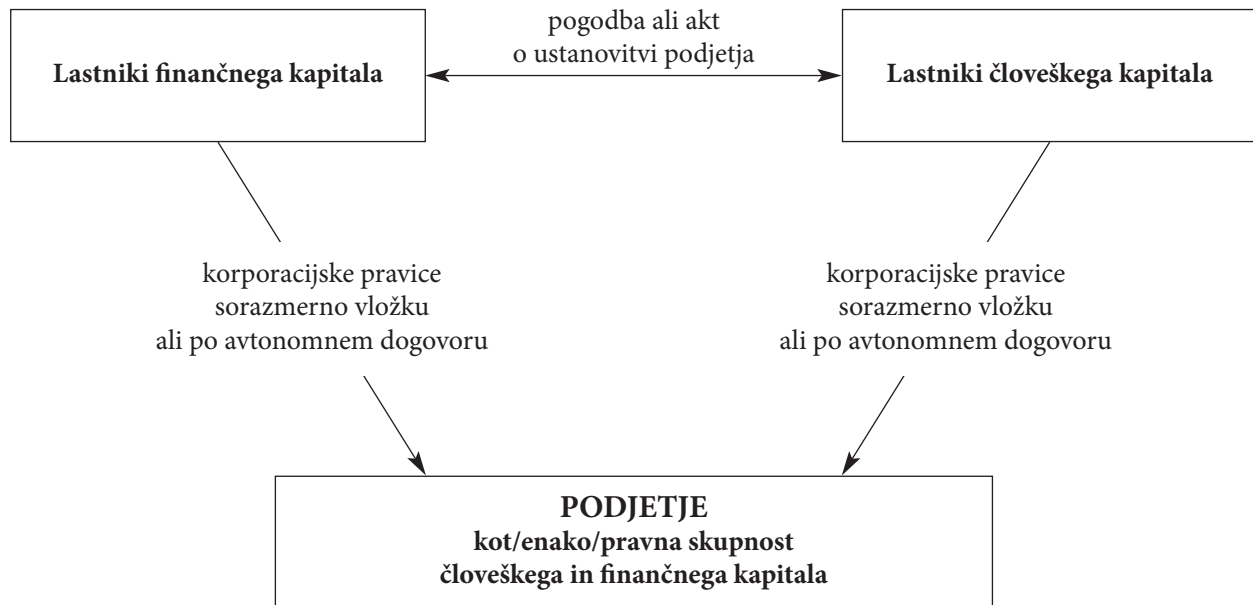 pogodba ali akt
o ustanovitvi podjetja
Lastniki finančnega kapitala
Lastniki človeškega kapitala
korporacijske pravice
sorazmerno vložku
ali po avtonomnem dogovoru
korporacijske pravice
sorazmerno vložku
ali po avtonomnem dogovoru
PODJETJE
kot/enako/pravna skupnost
človeškega in finančnega kapitala